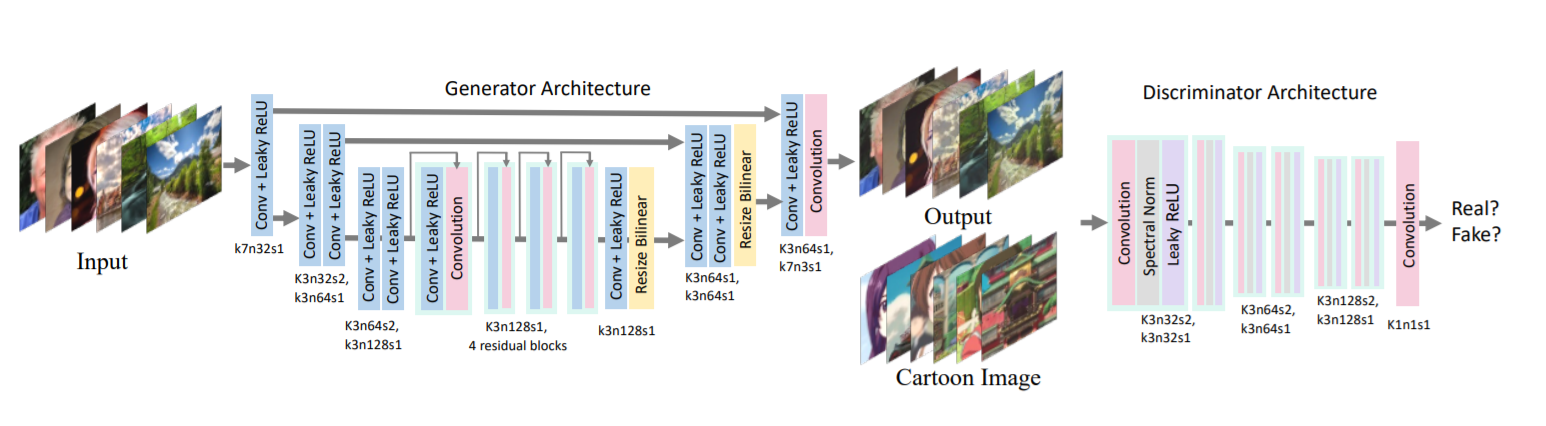 Generator Architecture
Discriminator Architecture
Input
Conv + Leaky ReLU
k7n32s1
Conv + Leaky ReLU
Conv + Leaky ReLU
K3n32s2,
k3n64s1
Conv + Leaky ReLU
Conv + Leaky ReLU
K3n64s2,
k3n128s1
Conv + Leaky ReLU
Convolution
K3n128s1,
4 residual blocks
Conv + Leaky ReLU
Resize Bilinear
k3n128s1
Conv + Leaky ReLU
Conv + Leaky ReLU
Resize Bilinear
K3n64s1,
k3n64s1
Conv + Leaky ReLU
Convolution
K3n64s1,
k7n3s1
Output
Cartoon Image
Convolution
Spectral Norm
Leaky ReLU
K3n32s2,
k3n32s1
K3n64s2,
k3n64s1
K3n128s2,
k3n128s1
Convolution
K1n1s1
Real?
Fake?